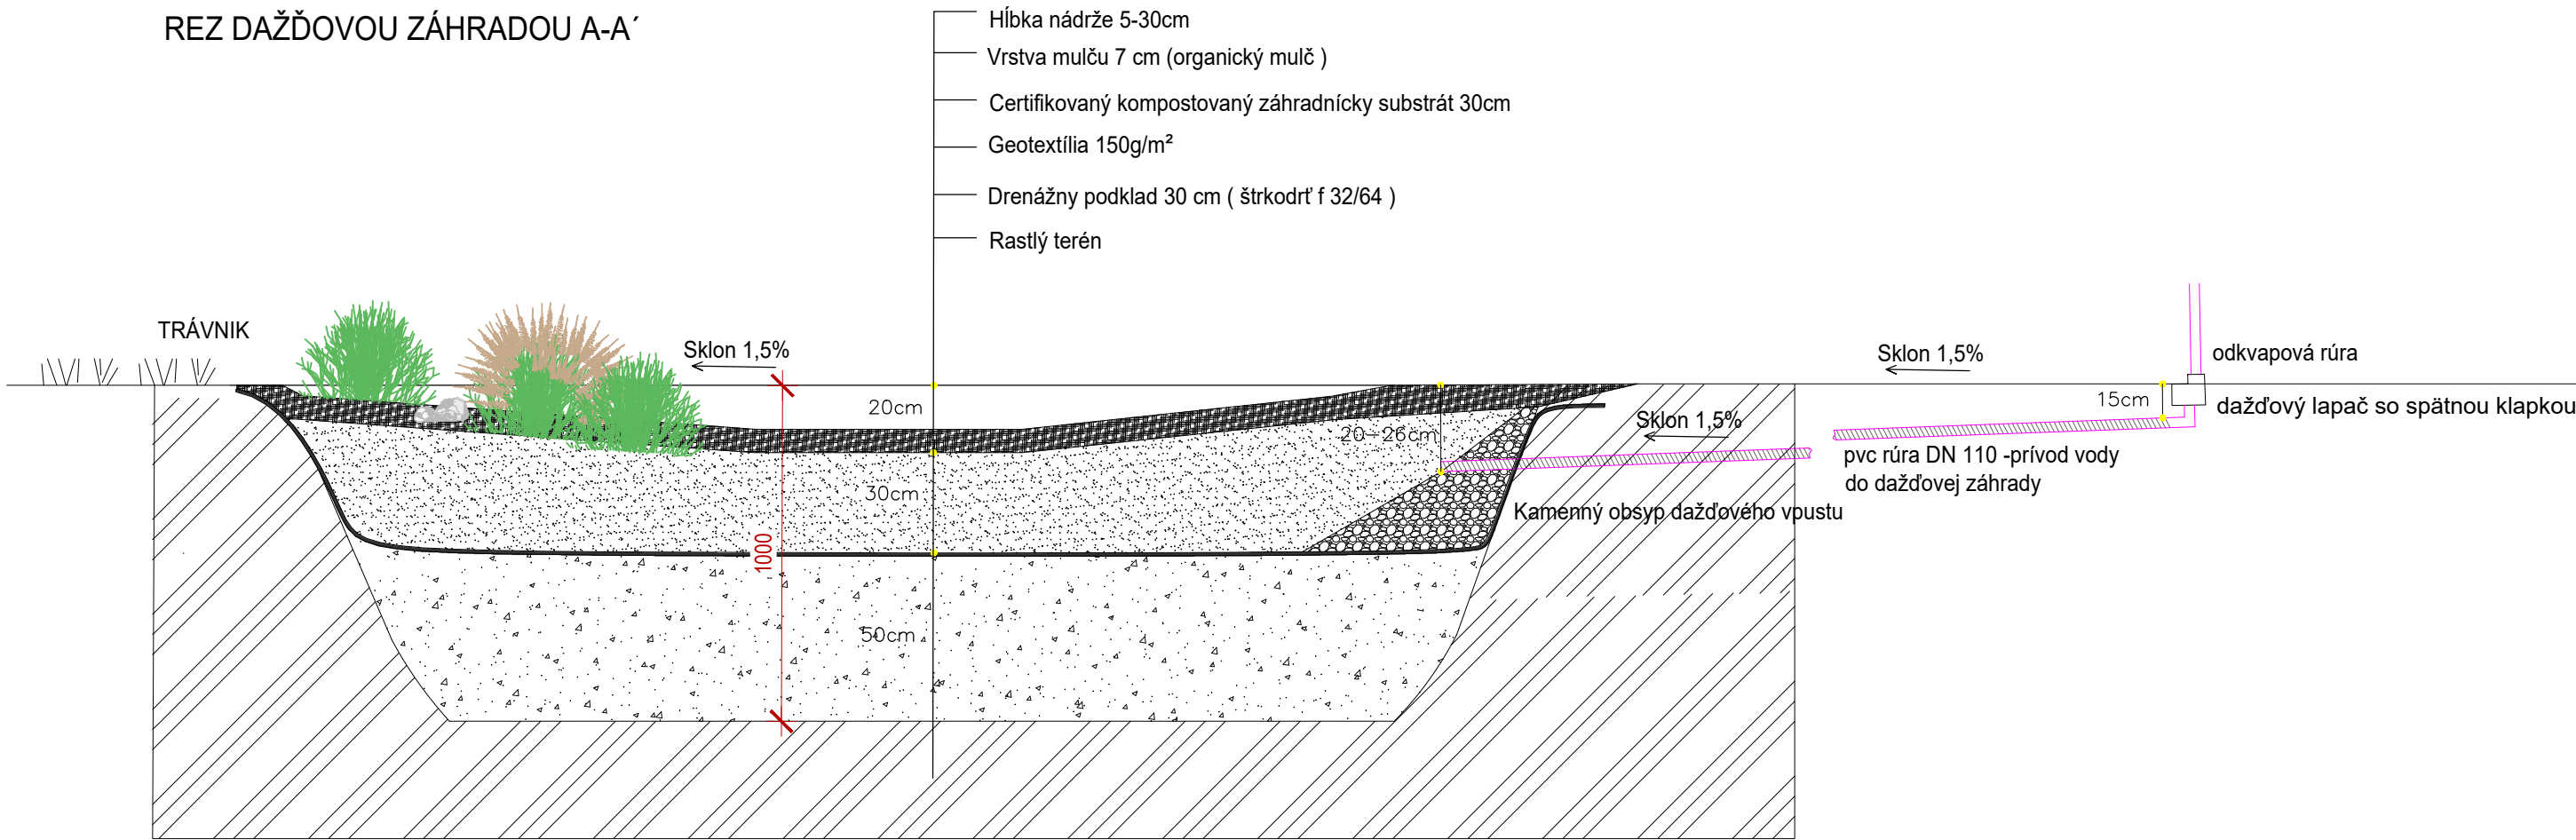 REZ DAŽĎOVOU ZÁHRADOU A-A´
Hĺbka nádrže 5-30cm
Vrstva mulču 7 cm (organický mulč )
Certifikovaný kompostovaný záhradnícky substrát 30cm
Geotextília 150g/m²
Drenážny podklad 30 cm ( štrkodrť f 32/64 )
Rastlý terén
TRÁVNIK
Sklon 1,5%
Sklon 1,5%
odkvapová rúra
20cm
15cm
dažďový lapač so spätnou klapkou
Sklon 1,5%
20-26cm
pvc rúra DN 110 -prívod vody
do dažďovej záhrady
30cm
Kamenný obsyp dažďového vpustu
1000
50cm